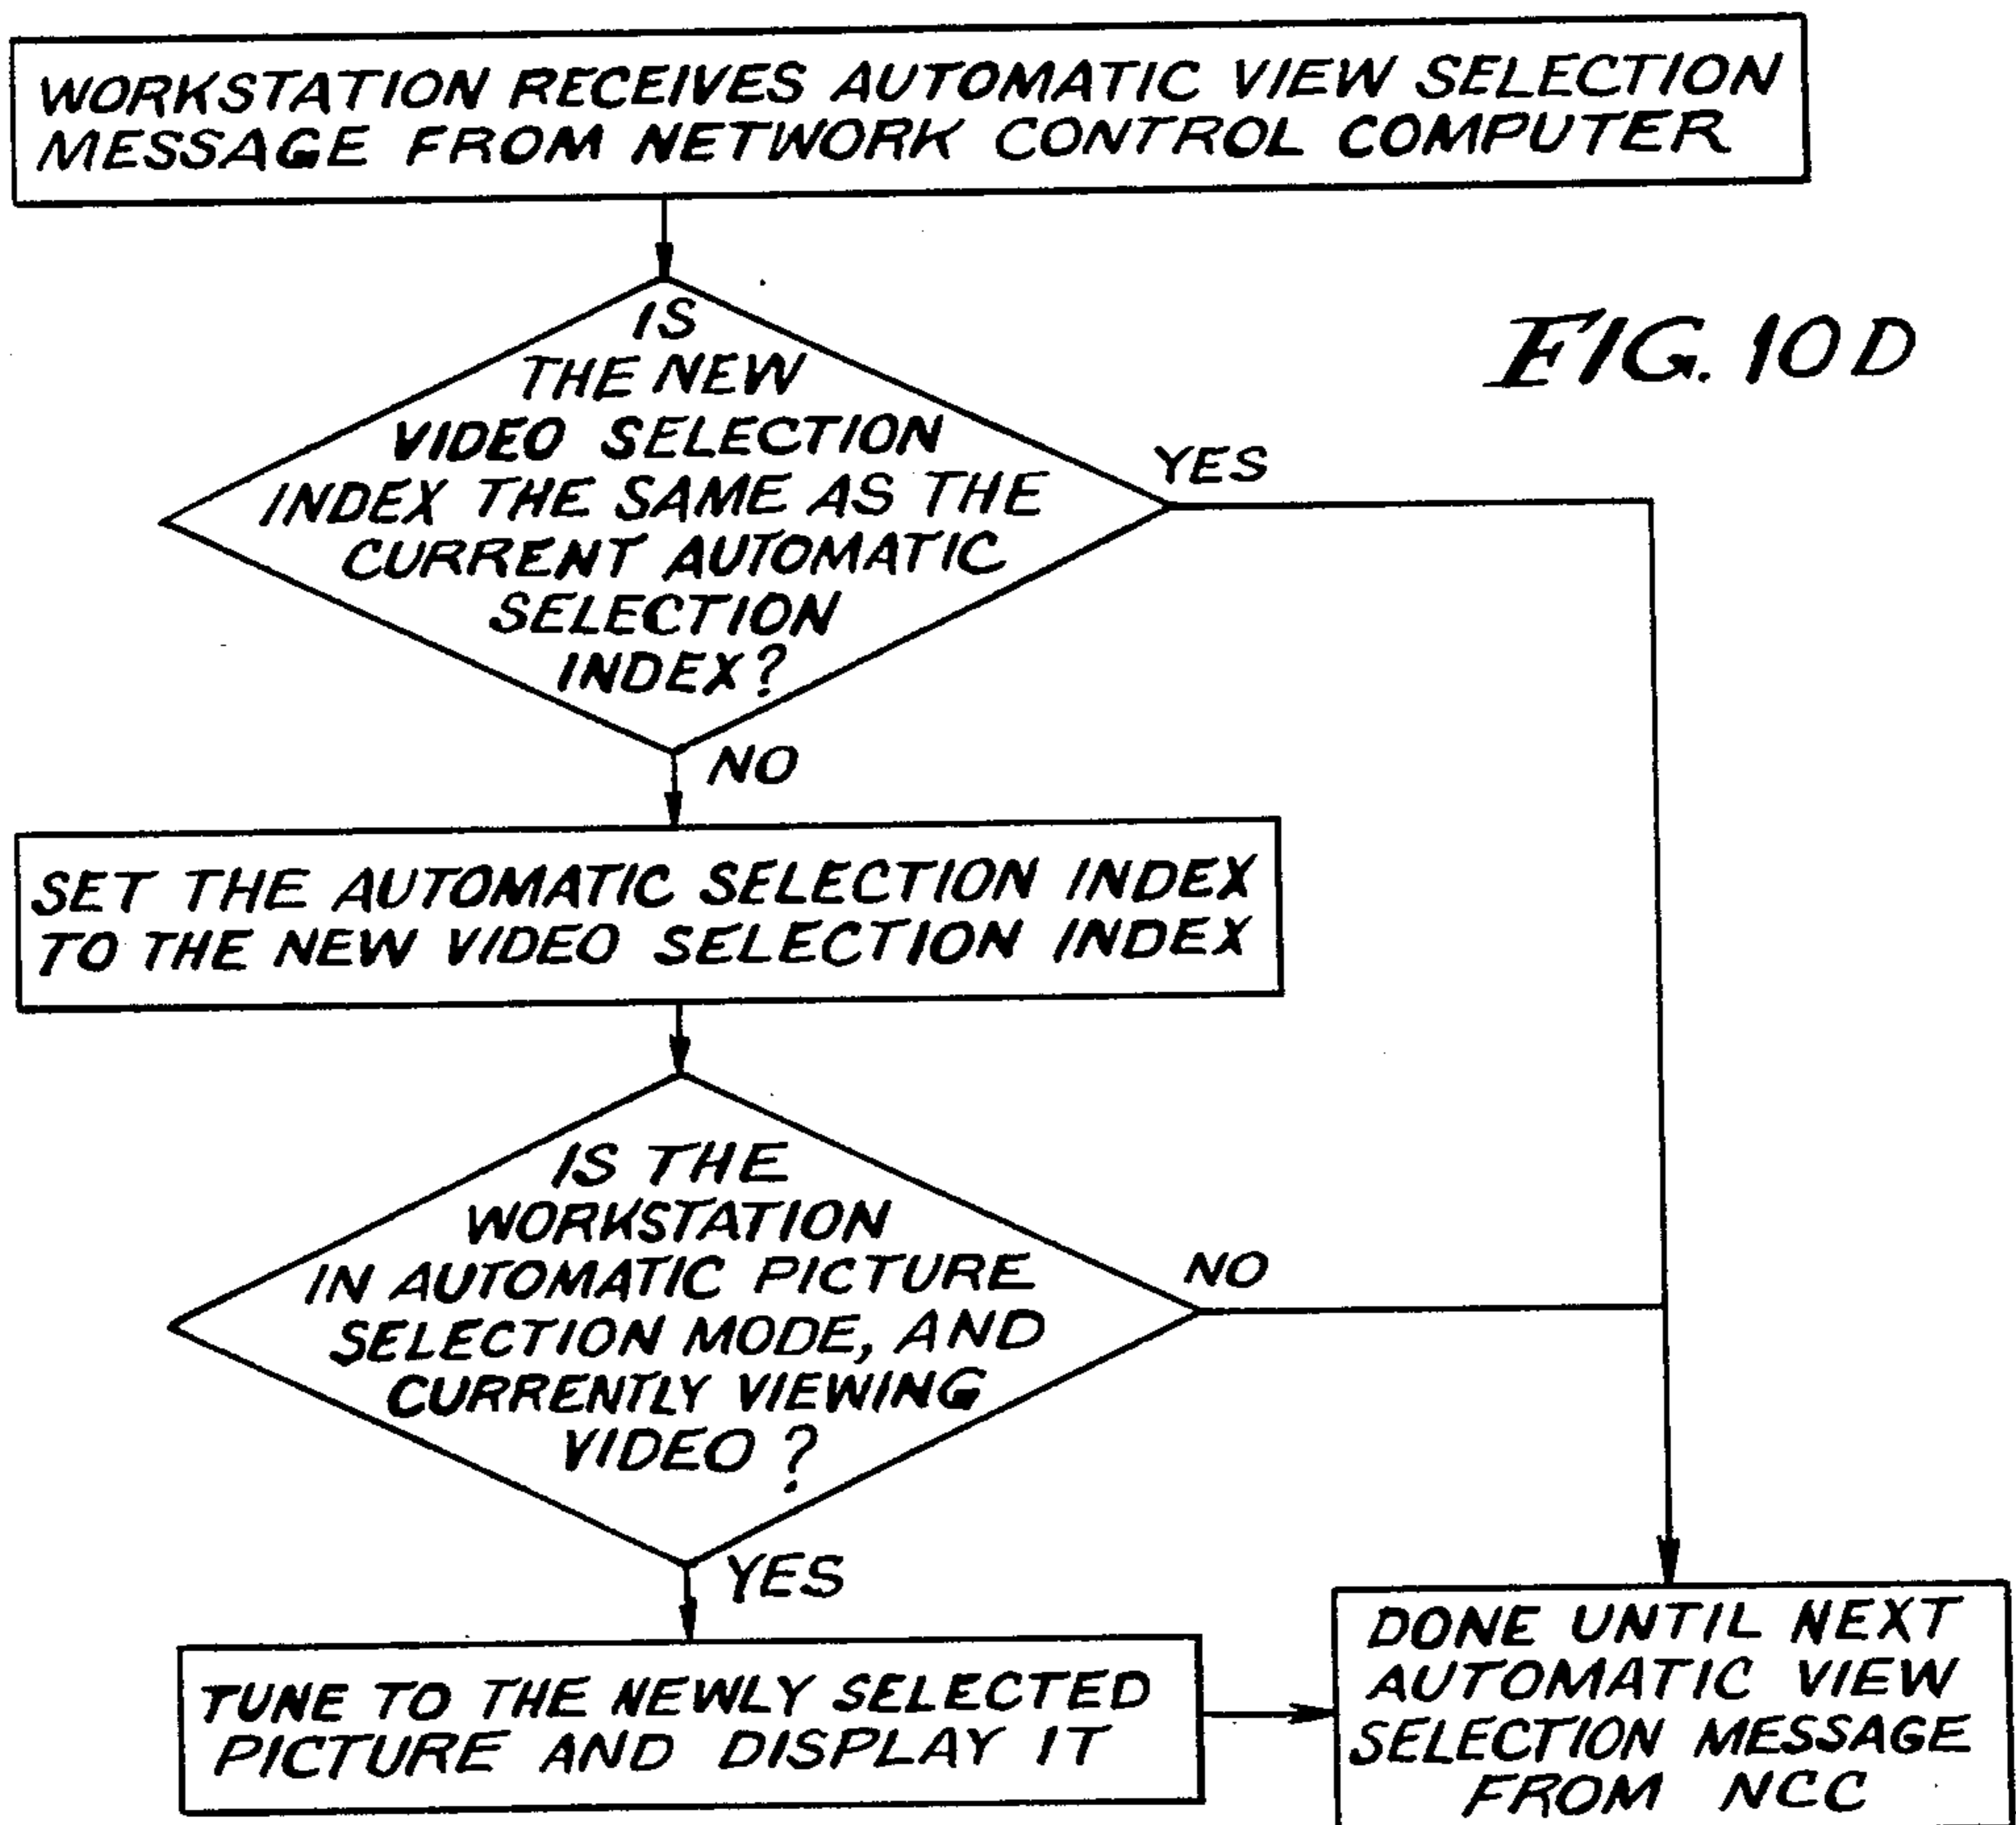 WORKSTATION RECEIVES AUTOMATIC VIEW SELECTION
MESSAGE FROM NETWORK CONTROL COMPUTER
FIG. 10D
IS
THE NEW
VIDEO SELECTION
INDEX THE SAME AS THE
CURRENT AUTOMATIC
SELECTION
INDEX?
YES
NO
SET THE AUTOMATIC SELECTION INDEX
TO THE NEW VIDEO SELECTION INDEX
IS THE
WORKSTATION
IN AUTOMATIC PICTURE
SELECTION MODE, AND
CURRENTLY VIEWING
VIDEO?
NO
YES
TUNE TO THE NEWLY SELECTED
PICTURE AND DISPLAY IT
DONE UNTIL NEXT
AUTOMATIC VIEW
SELECTION MESSAGE
FROM NCC